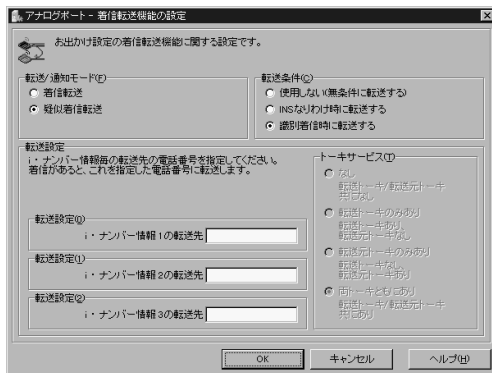 アナログポート - 着信転送機能の設定
お出かけ設定の着信転送機能に関する設定です。
転送/通知モード(F)
着信転送
疑似着信転送
転送条件(C)
使用しない(無条件に転送する)
INSなりわけ時に転送する
識別着信時に転送する
転送設定
i・ナンバー情報毎の転送先の電話番号を指定してください。
着信があると、これを指定した電話番号に転送します。
転送設定(0)
i・ナンバー情報1の転送先
転送設定(1)
i・ナンバー情報2の転送先
転送設定(2)
i・ナンバー情報3の転送先
トーキサービス(T)
なし
転送トーキ/転送元トーキ
共になし
転送トーキのみあり
転送トーキあり、
転送元トーキなし
転送元トーキのみあり
転送トーキなし、
転送元トーキあり
両トーキともにあり
転送トーキ/転送元トーキ
共にあり
OK
キャンセル
ヘルプ(H)